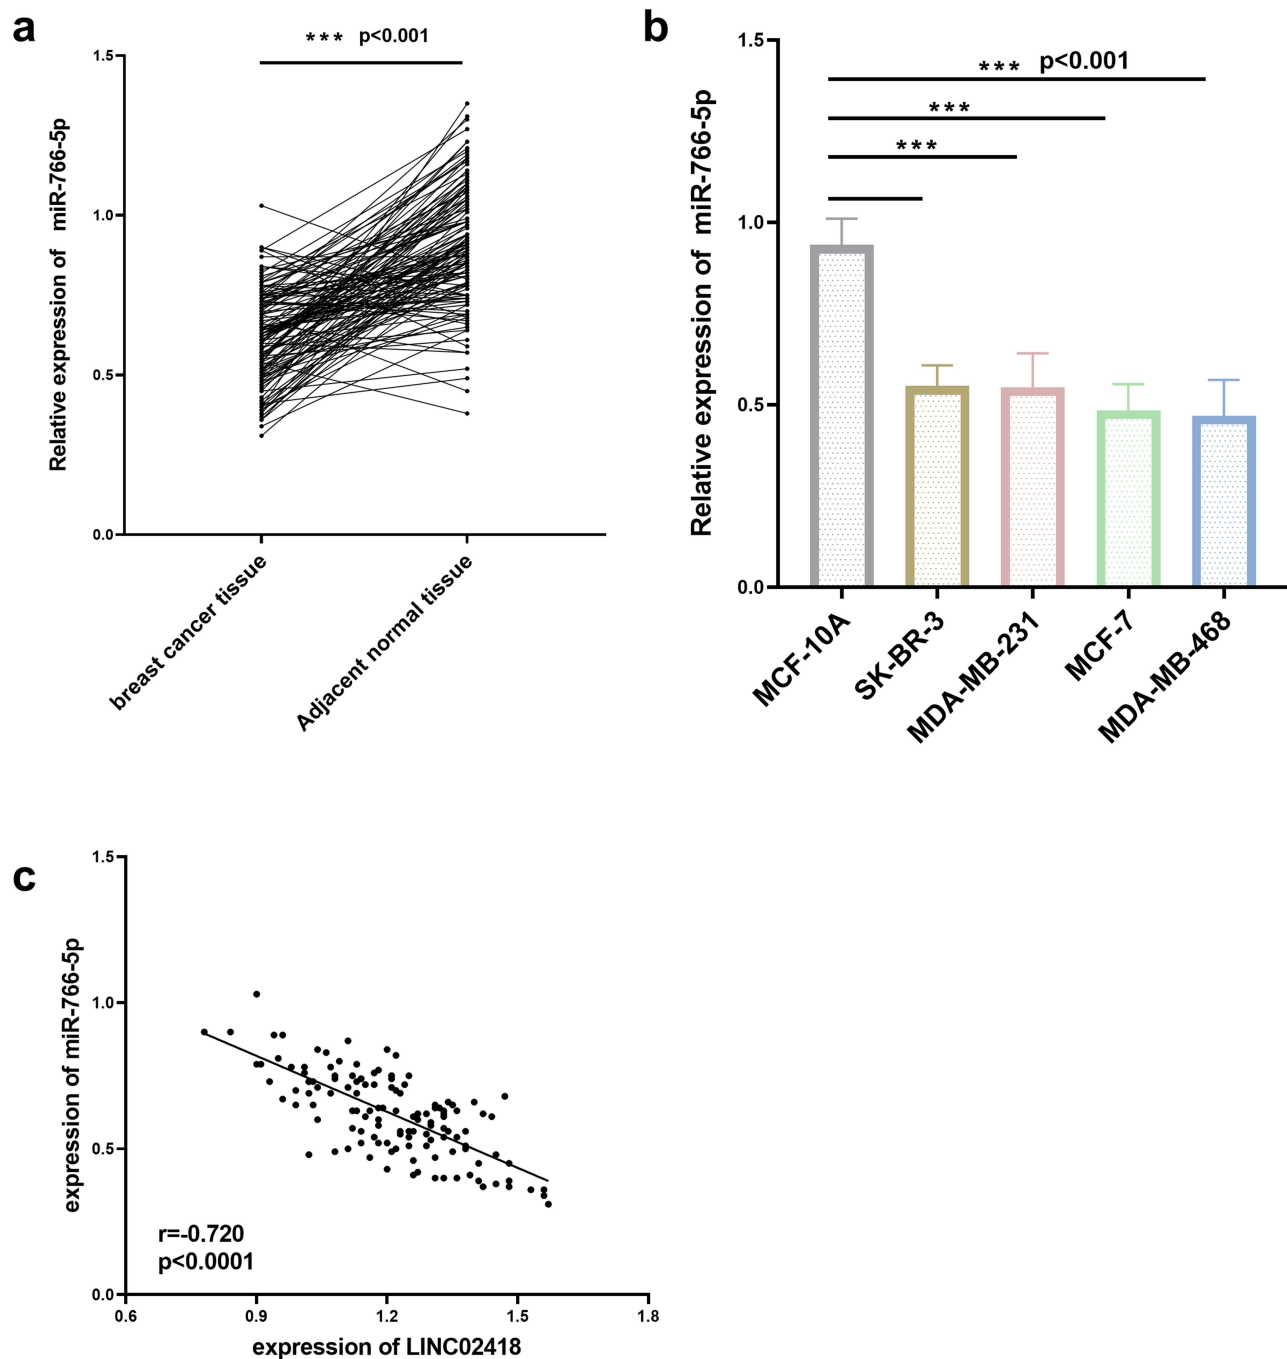 a
*** p<0.001
Relative expression of miR-766-5p
1.5
1.0
0.5
0.0
breast cancer tissue
Adjacent normal tissue
b
*** p<0.001
***
***
Relative expression of miR-766-5p
1.5
1.0
0.5
0.0
MCF-10A
SK-BR-3
MDA-MB-231
MCF-7
MDA-MB-468
c
expression of miR-766-5p
1.5
1.0
0.5
0.0
r=-0.720
p<0.0001
0.6 0.9 1.2 1.5 1.8
expression of LINC02418